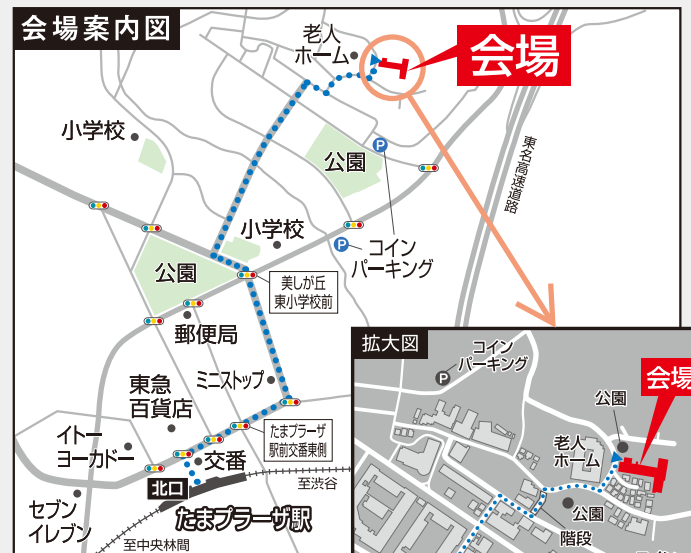 会場案内図
老人
ホーム
会場
小学校
公園
P
東名高速道路
小学校
P
コイン
パーキング
公園
美しが丘
東小学校前
郵便局
ミニストップ
東急
百貨店
たまプラーザ
駅前交番東側
イトー
ヨーカドー
交番
北口
至渋谷
セブン
イレブン
たまプラーザ駅
至中央林間
拡大図
コイン
パーキング
P
会場
公園
老人
ホーム
公園
階段